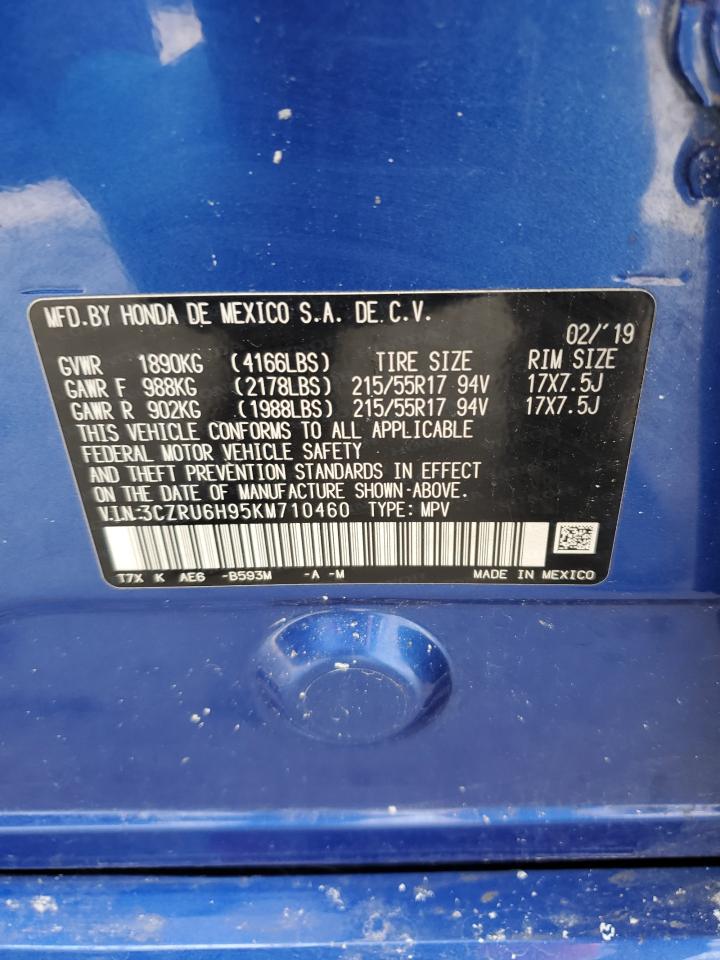 MFD.BY HONDA DE MEXICO S.A. DE C.V.
02/'19
GVWR 1890KG (4166LBS) TIRE SIZE RIM SIZE
GAWR F 988KG (2178LBS) 215/55R17 94V 17X7.5J
GAWR R 902KG (1988LBS) 215/55R17 94V 17X7.5J
THIS VEHICLE CONFORMS TO ALL APPLICABLE
FEDERAL MOTOR VEHICLE SAFETY
AND THEFT PREVENTION STANDARDS IN EFFECT
ON THE DATE OF MANUFACTURE SHOWN-ABOVE.
V.I.N:3CZRU6H95KM710460 TYPE: MPV
T7X K AE6 -B593M -A -M MADE IN MEXICO